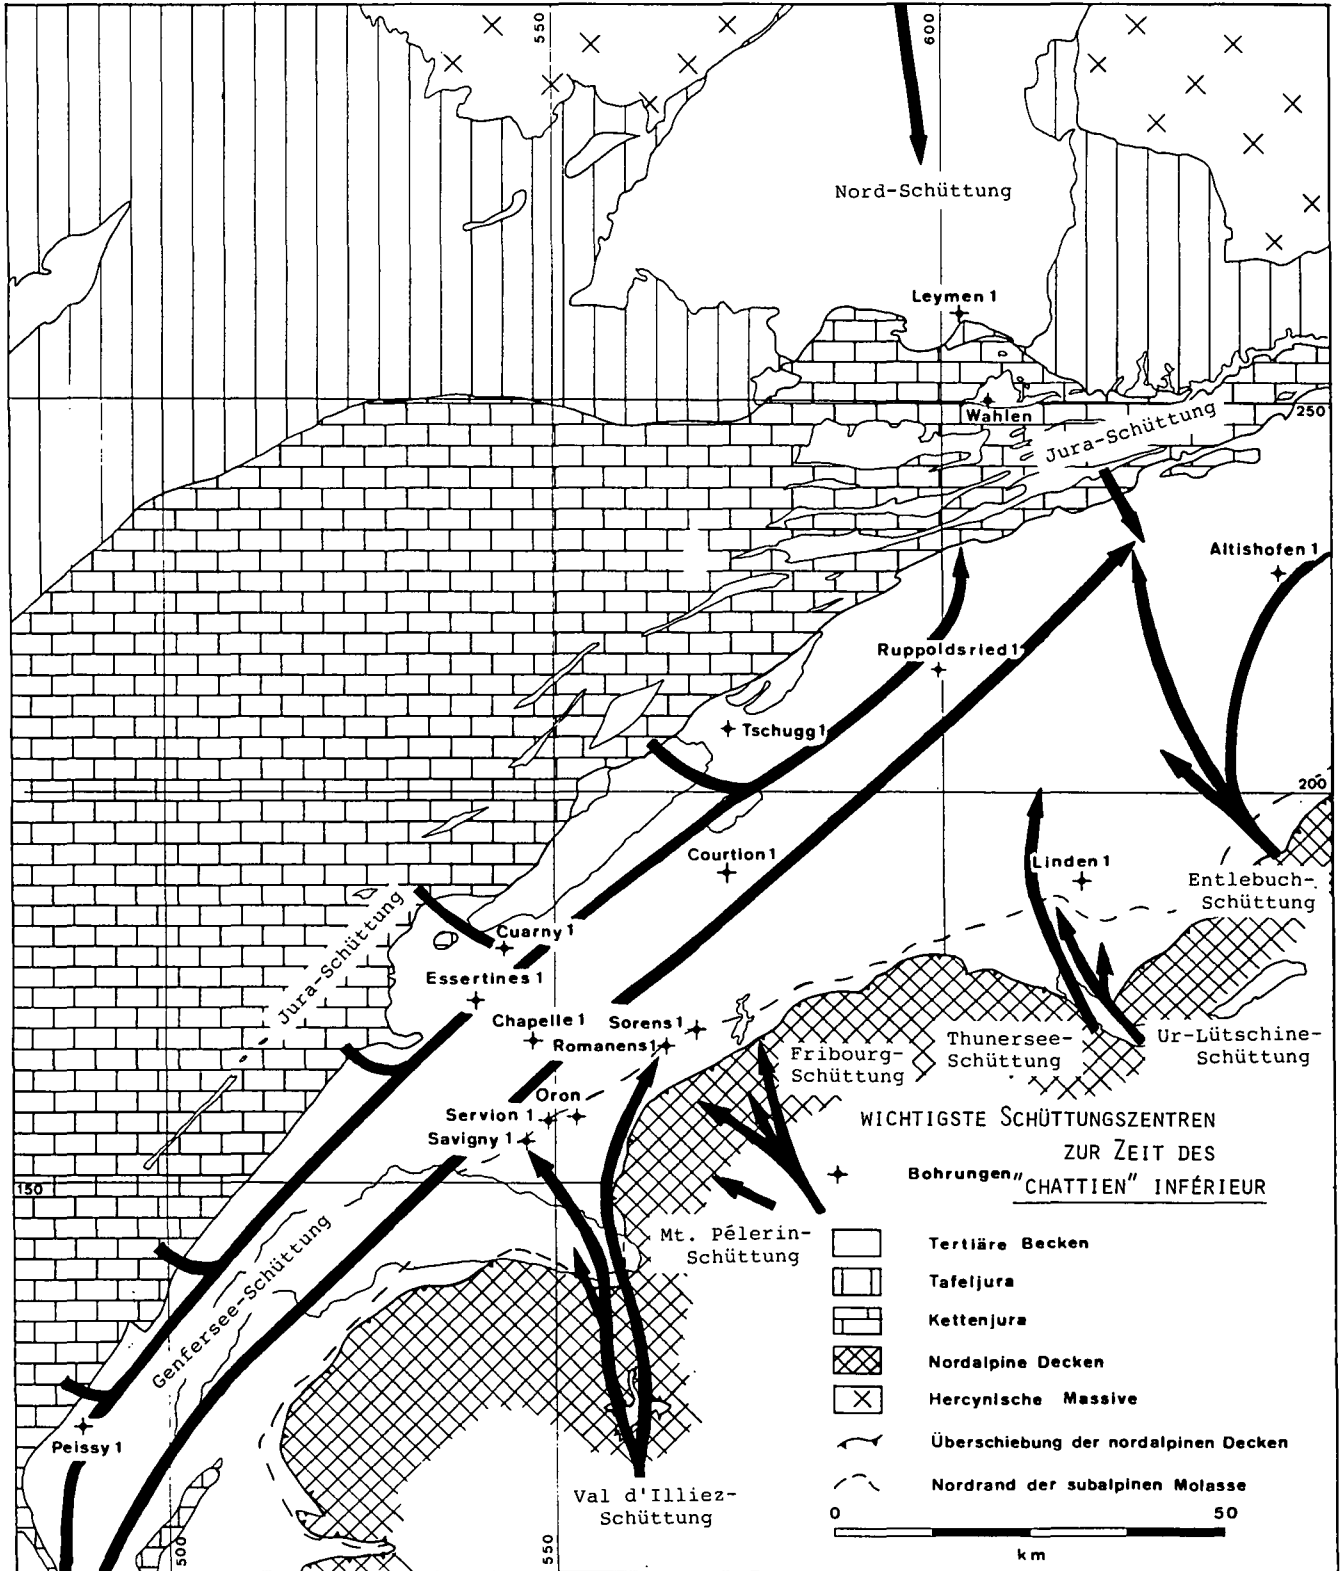 550
600
Nord-Schüttung
Leymen 1
Wahlen
250
Jura-Schüttung
Altishofen 1
Ruppoldsried 1
Tschugg 1
200
Courtion 1
Linden 1
Entlebuch-
Schüttung
Jura-Schüttung
Cuarny 1
Essertines 1
Chapelle 1
Sorens 1
Romanens 1
Fribourg-
Schüttung
Thunersee-
Schüttung
Ur-Lütschine-
Schüttung
Oron
Servion 1
Savigny 1
WICHTIGSTE SCHÜTTUNGSZENTREN
ZUR ZEIT DES
"CHATTIEN" INFÉRIEUR
Bohrungen
150
Mt. Pélerin-
Schüttung
Genfersee-Schüttung
Tertiäre Becken
Tafeljura
Kettenjura
Nordalpine Decken
Hercynische Massive
Überschiebung der nordalpinen Decken
Nordrand der subalpinen Molasse
Peissy 1
Val d'Illiez-
Schüttung
0 50
km
500
550